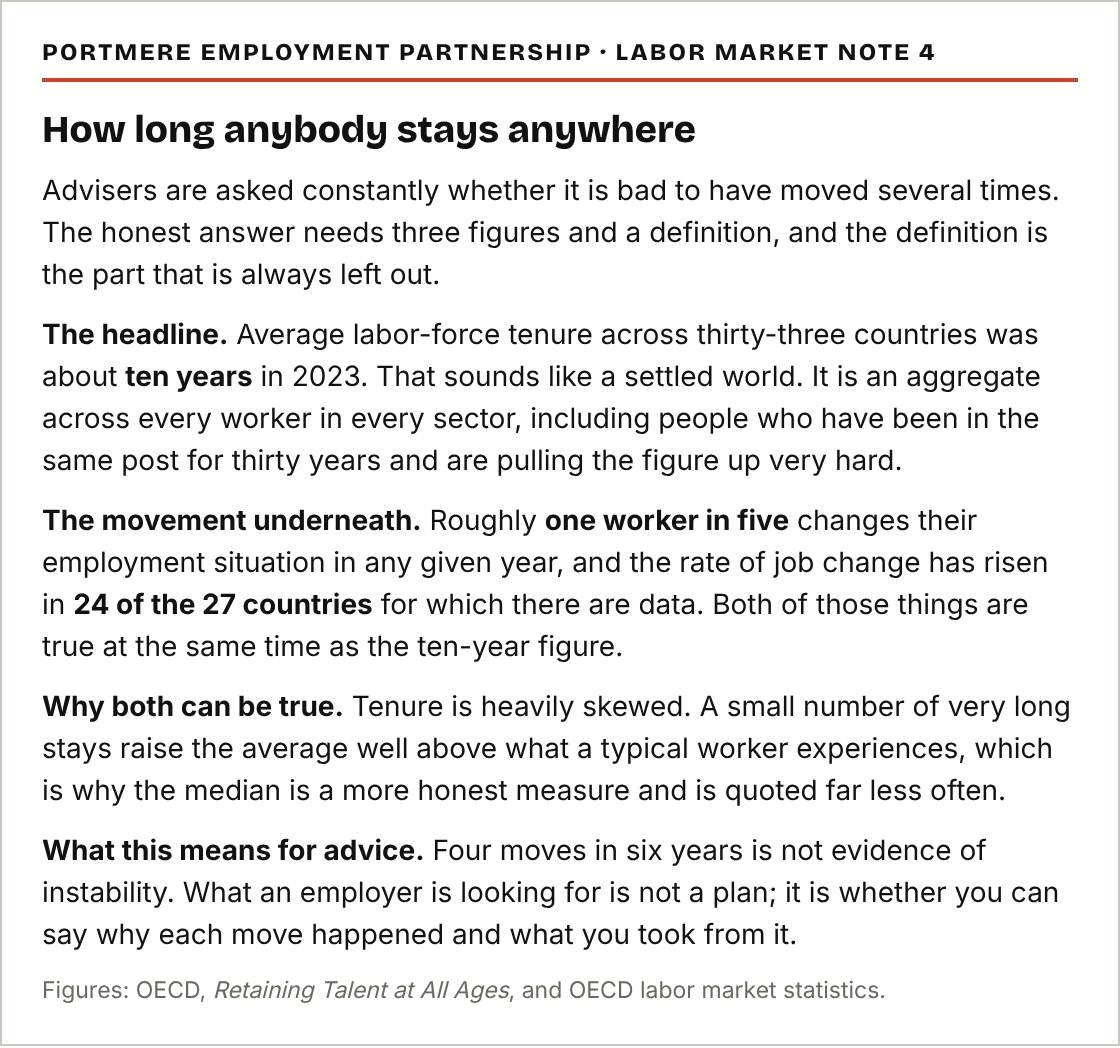 PORTMERE EMPLOYMENT PARTNERSHIP · LABOR MARKET NOTE 4
How long anybody stays anywhere
Advisers are asked constantly whether it is bad to have moved several times.
The honest answer needs three figures and a definition, and the definition is
the part that is always left out.
The headline. Average labor-force tenure across thirty-three countries was
about ten years in 2023. That sounds like a settled world. It is an aggregate
across every worker in every sector, including people who have been in the
same post for thirty years and are pulling the figure up very hard.
The movement underneath. Roughly one worker in five changes their
employment situation in any given year, and the rate of job change has risen
in 24 of the 27 countries for which there are data. Both of those things are
true at the same time as the ten-year figure.
Why both can be true. Tenure is heavily skewed. A small number of very long
stays raise the average well above what a typical worker experiences, which
is why the median is a more honest measure and is quoted far less often.
What this means for advice. Four moves in six years is not evidence of
instability. What an employer is looking for is not a plan; it is whether you can
say why each move happened and what you took from it.
Figures: OECD, Retaining Talent at All Ages, and OECD labor market statistics.